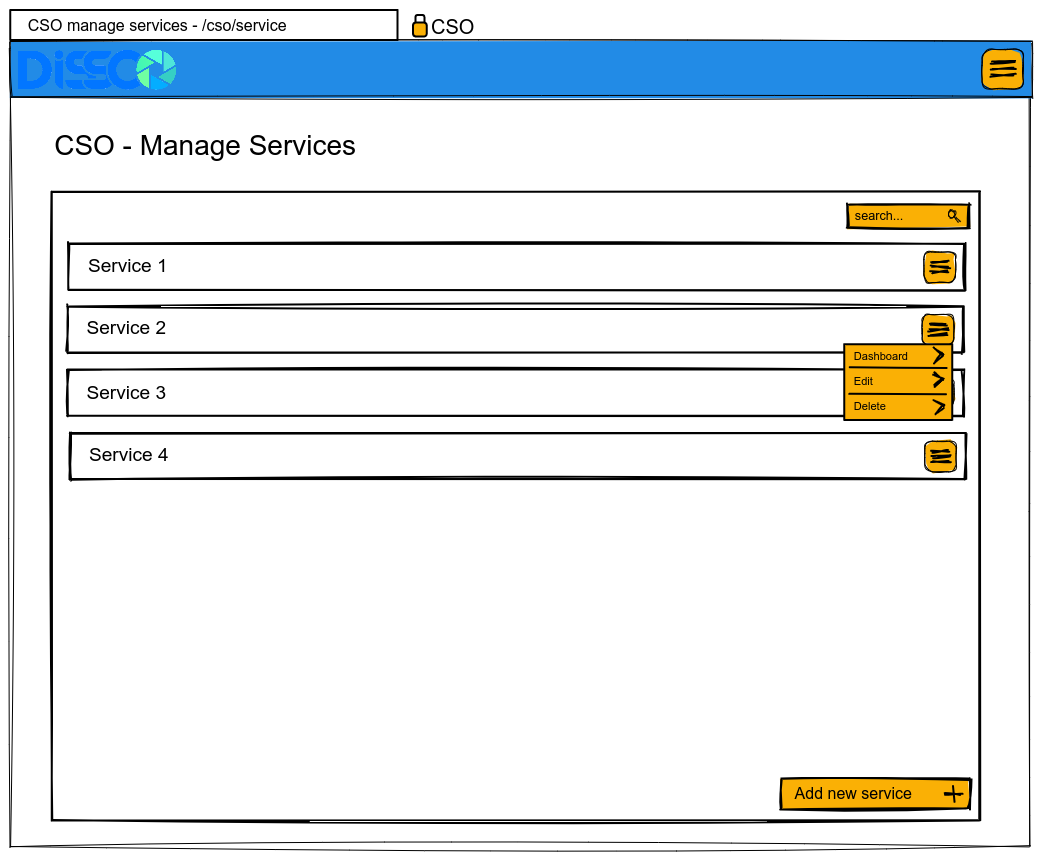 CSO manage services - /cso/service
CSO
DiSSCo
CSO - Manage Services
search...
Service 1
Service 2
Dashboard
Edit
Service 3
Delete
Service 4
Add new service